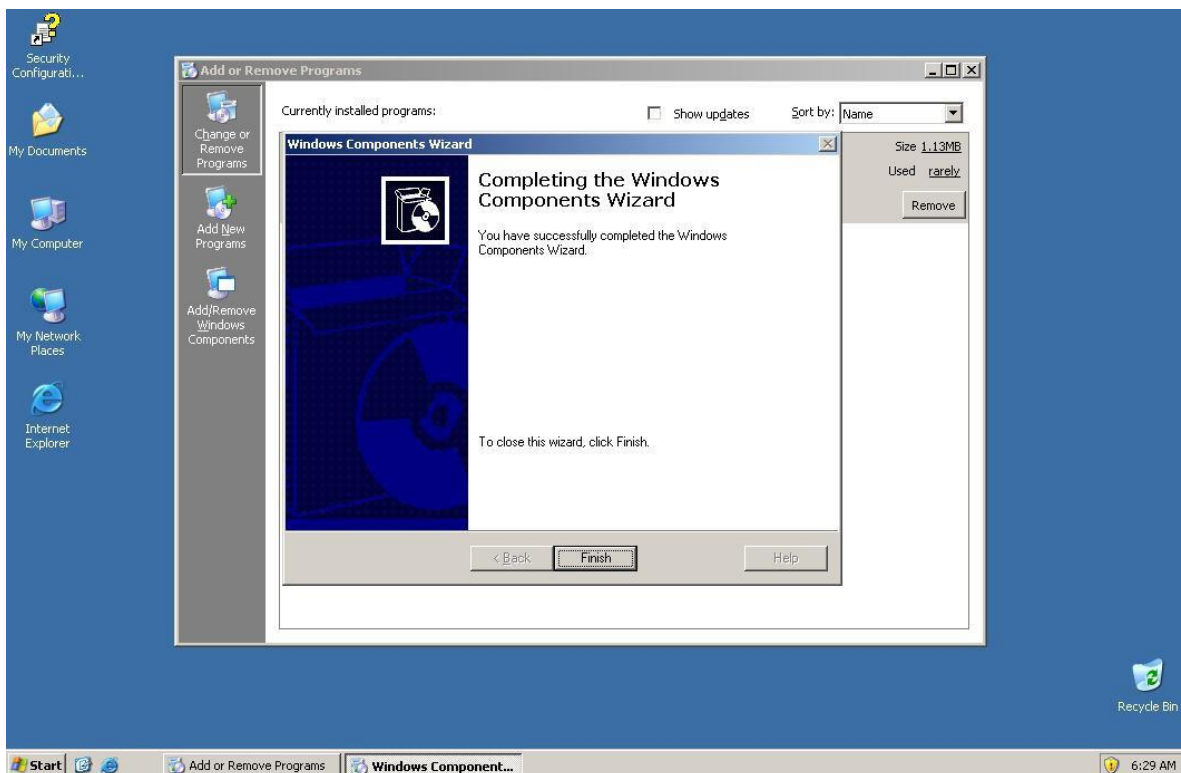 Security
Configurati...
My Documents
My Computer
My Network
Places
Internet
Explorer
Add or Remove Programs
Change or
Remove
Programs
Add New
Programs
Add/Remove
Windows
Components
Currently installed programs:
Show updates
Sort by: Name
Size 1.13MB
Used rarely
Remove
Windows Components Wizard
Completing the Windows
Components Wizard
You have successfully completed the Windows
Components Wizard.
To close this wizard, click Finish.
< Back Finish Help
Recycle Bin
Start Add or Remove Programs Windows Component... 6:29 AM